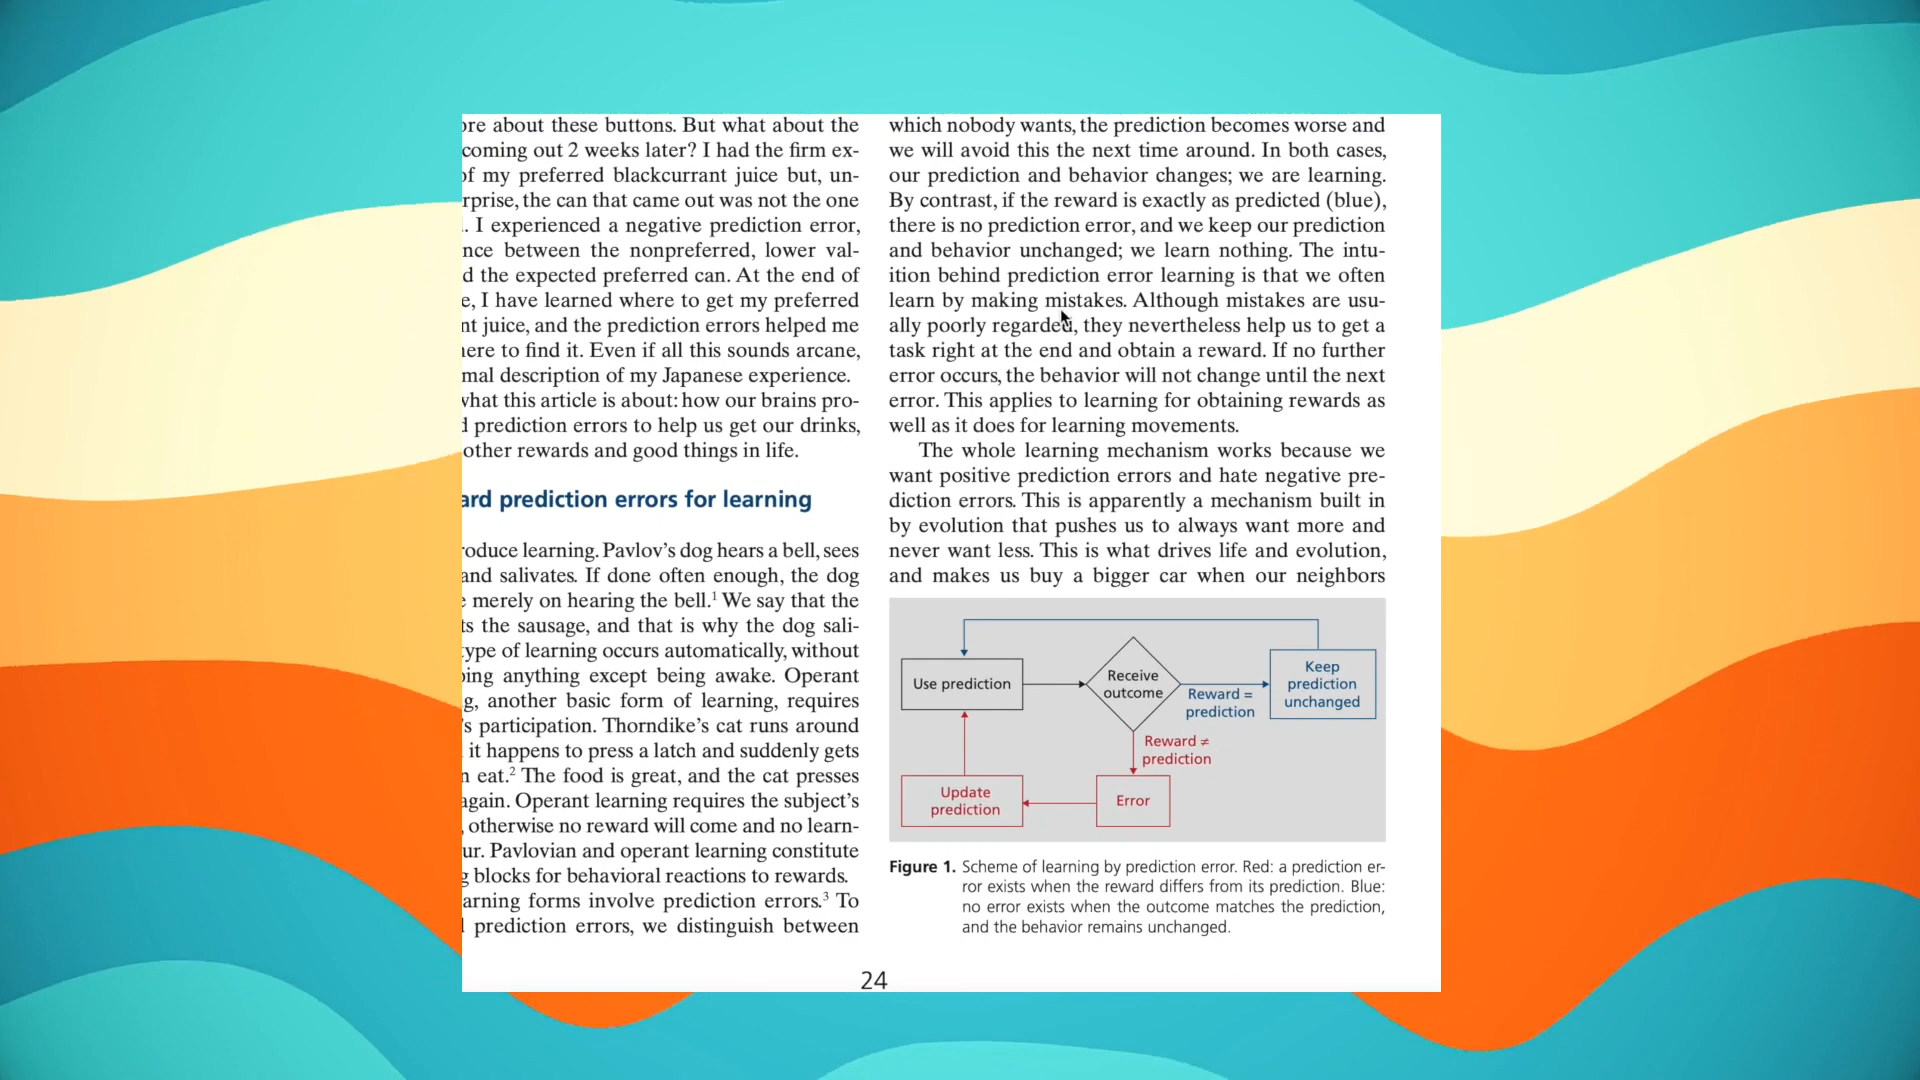 ore about these buttons. But what about the
coming out 2 weeks later? I had the firm ex-
of my preferred blackcurrant juice but, un-
rprise, the can that came out was not the one
. I experienced a negative prediction error,
nce between the nonpreferred, lower val-
d the expected preferred can. At the end of
e, I have learned where to get my preferred
nt juice, and the prediction errors helped me
here to find it. Even if all this sounds arcane,
mal description of my Japanese experience.
what this article is about: how our brains pro-
d prediction errors to help us get our drinks,
other rewards and good things in life.
ard prediction errors for learning
roduce learning. Pavlov's dog hears a bell, sees
and salivates. If done often enough, the dog
e merely on hearing the bell.¹ We say that the
ts the sausage, and that is why the dog sali-
type of learning occurs automatically, without
oing anything except being awake. Operant
g, another basic form of learning, requires
's participation. Thorndike's cat runs around
it happens to press a latch and suddenly gets
n eat.² The food is great, and the cat presses
again. Operant learning requires the subject's
, otherwise no reward will come and no learn-
ur. Pavlovian and operant learning constitute
g blocks for behavioral reactions to rewards.
arning forms involve prediction errors.³ To
prediction errors, we distinguish between
which nobody wants, the prediction becomes worse and
we will avoid this the next time around. In both cases,
our prediction and behavior changes; we are learning.
By contrast, if the reward is exactly as predicted (blue),
there is no prediction error, and we keep our prediction
and behavior unchanged; we learn nothing. The intu-
ition behind prediction error learning is that we often
learn by making mistakes. Although mistakes are usu-
ally poorly regarded, they nevertheless help us to get a
task right at the end and obtain a reward. If no further
error occurs, the behavior will not change until the next
error. This applies to learning for obtaining rewards as
well as it does for learning movements.
The whole learning mechanism works because we
want positive prediction errors and hate negative pre-
diction errors. This is apparently a mechanism built in
by evolution that pushes us to always want more and
never want less. This is what drives life and evolution,
and makes us buy a bigger car when our neighbors
Use prediction
Receive
outcome
Reward =
prediction
Keep
prediction
unchanged
Reward ≠
prediction
Update
prediction
Error
Figure 1. Scheme of learning by prediction error. Red: a prediction er-
ror exists when the reward differs from its prediction. Blue:
no error exists when the outcome matches the prediction,
and the behavior remains unchanged.
24